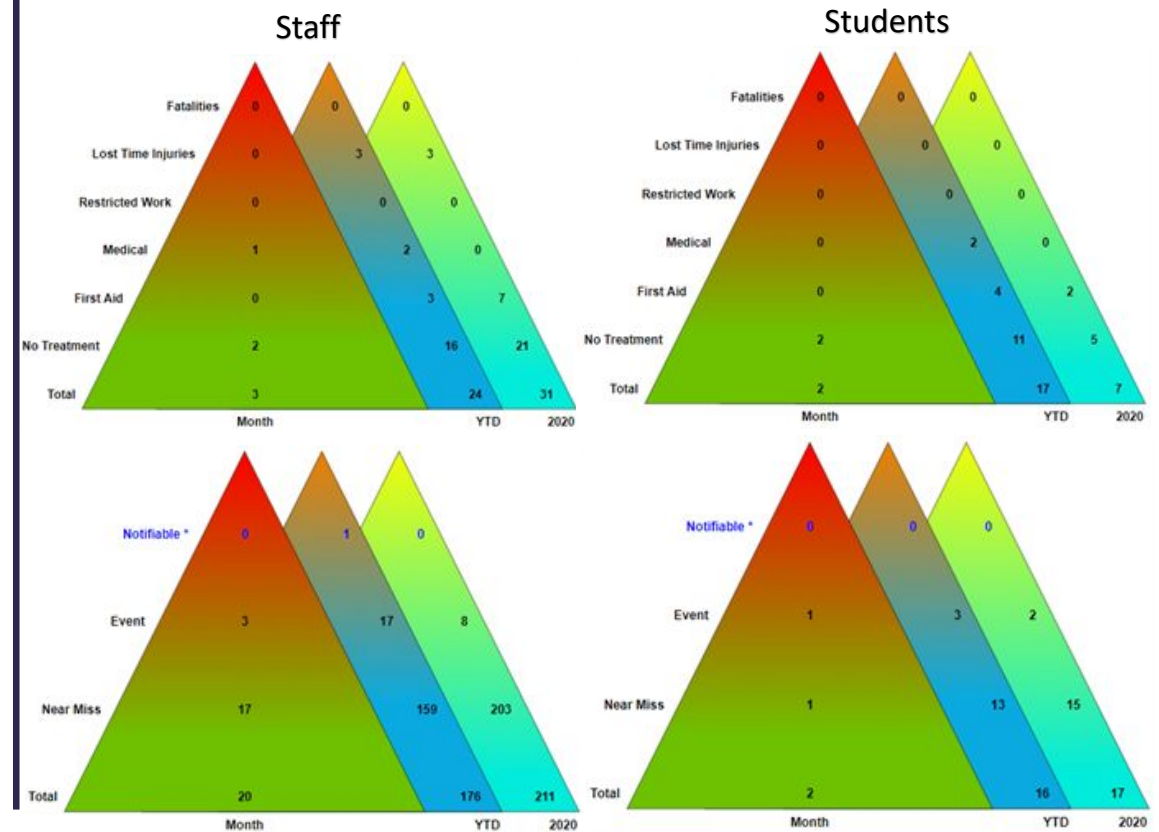 Staff
Fatalities 0 0 0
Lost Time Injuries 0 3 3
Restricted Work 0 0 0
Medical 1 2 0
First Aid 0 3 7
No Treatment 2 16 21
Total 3 24 31
Month YTD 2020
Students
Fatalities 0 0 0
Lost Time Injuries 0 0 0
Restricted Work 0 0 0
Medical 0 2 0
First Aid 0 4 2
No Treatment 2 11 5
Total 2 17 7
Month YTD 2020
Notifiable * 0 1 0
Event 3 17 8
Near Miss 17 159 203
Total 20 176 211
Month YTD 2020
Notifiable * 0 0 0
Event 1 3 2
Near Miss 1 13 15
Total 2 16 17
Month YTD 2020